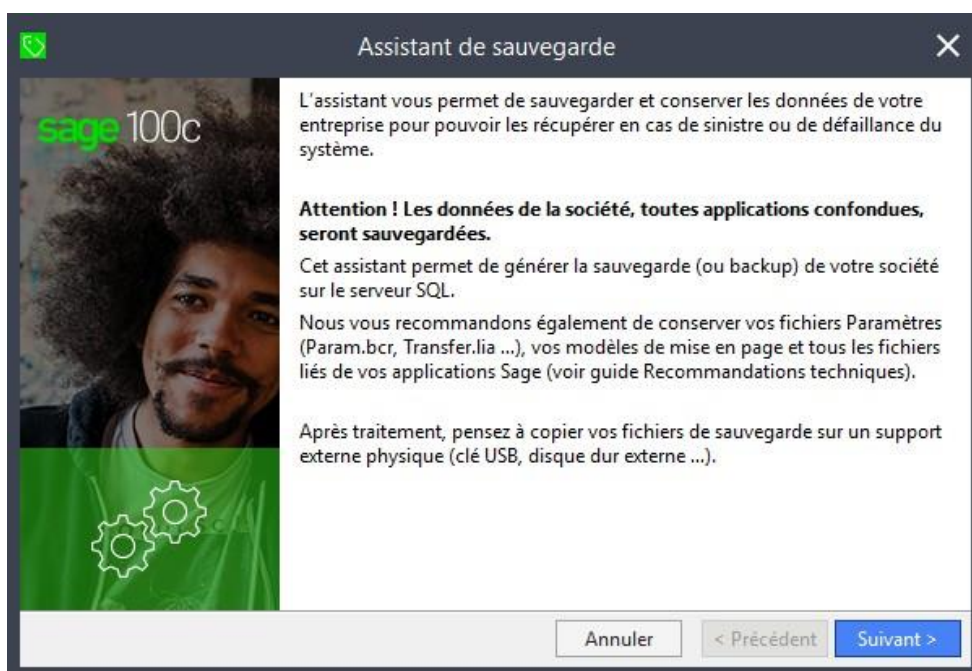 Assistant de sauvegarde
sage 100c
L'assistant vous permet de sauvegarder et conserver les données de votre
entreprise pour pouvoir les récupérer en cas de sinistre ou de défaillance du
système.
Attention ! Les données de la société, toutes applications confondues,
seront sauvegardées.
Cet assistant permet de générer la sauvegarde (ou backup) de votre société
sur le serveur SQL.
Nous vous recommandons également de conserver vos fichiers Paramètres
(Param.bcr, Transfer.lia ...), vos modèles de mise en page et tous les fichiers
liés de vos applications Sage (voir guide Recommandations techniques).
Après traitement, pensez à copier vos fichiers de sauvegarde sur un support
externe physique (clé USB, disque dur externe ...).
Annuler
< Précédent
Suivant >